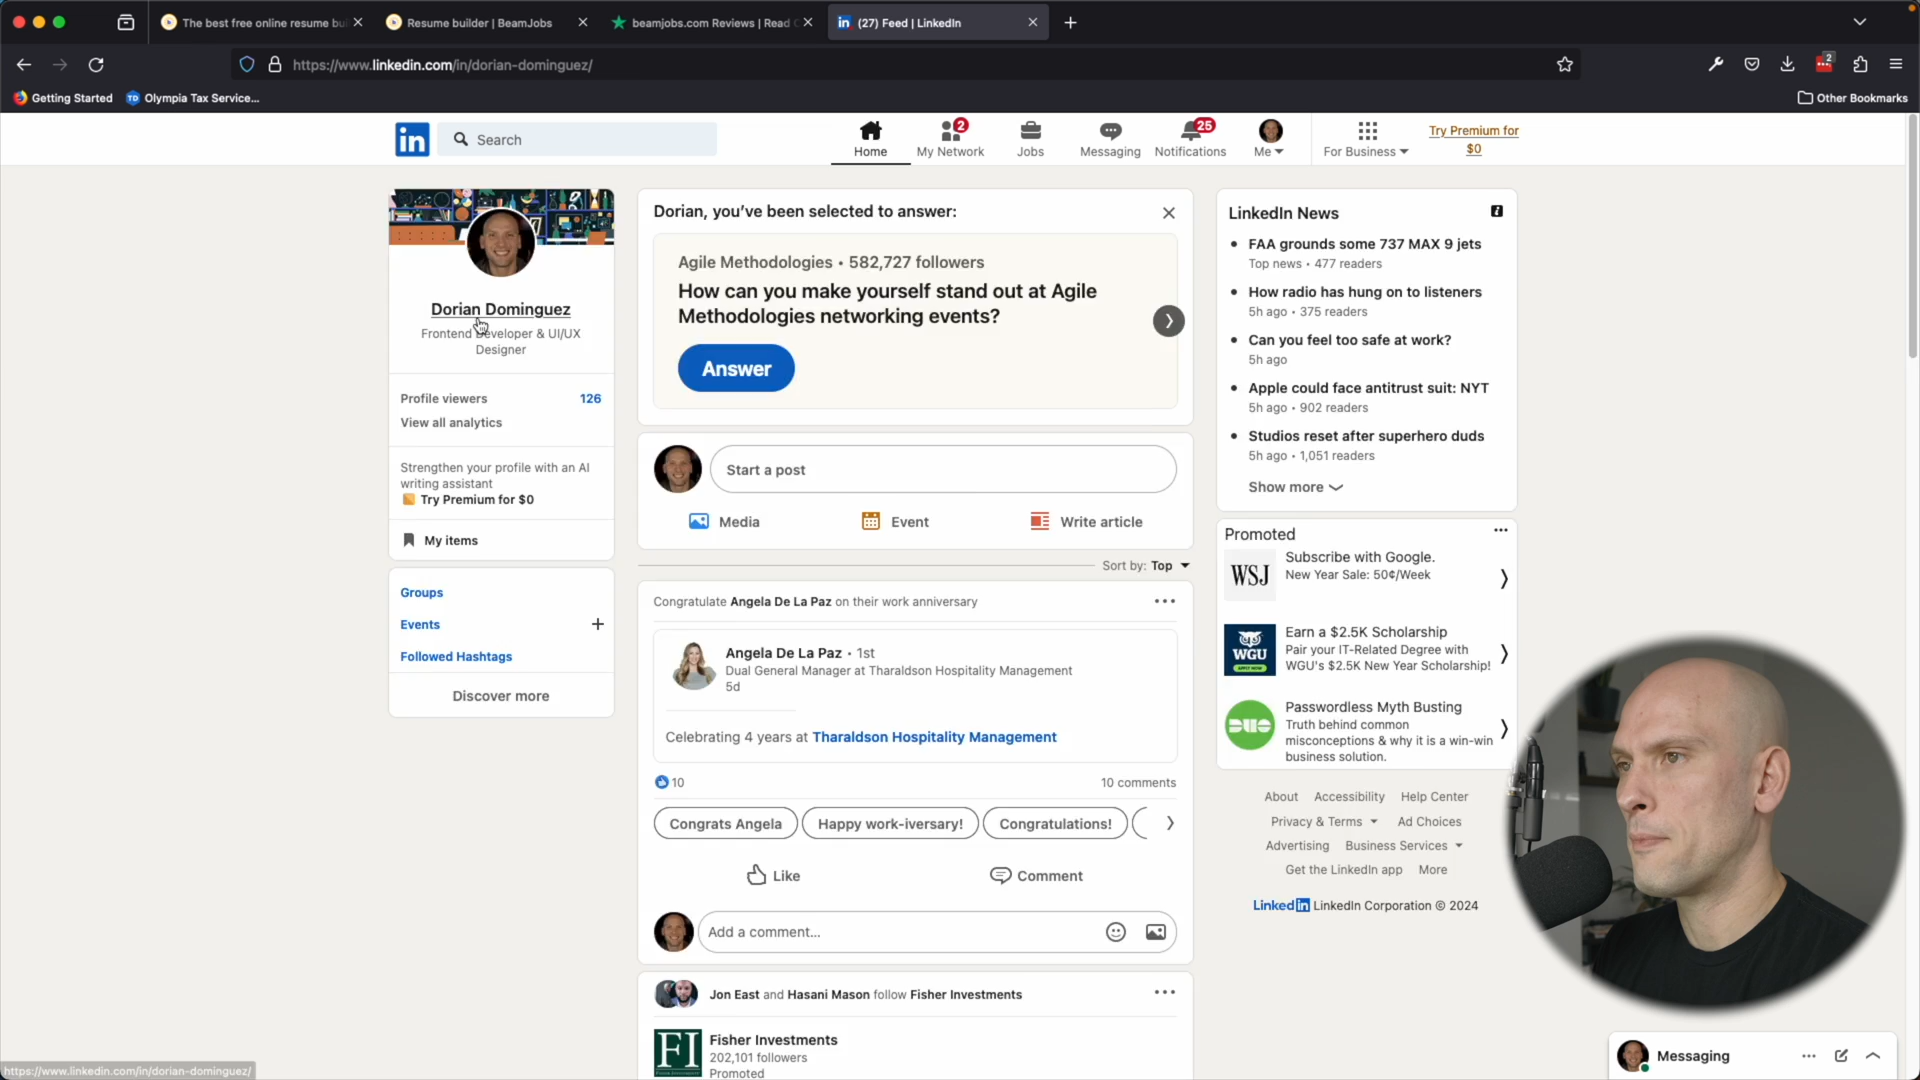 The best free online resume bu
Resume builder | BeamJobs
beamjobs.com Reviews | Read
(27) Feed | LinkedIn
https://www.linkedin.com/in/dorian-dominguez/
2
Getting Started
TD Olympia Tax Service...
Other Bookmarks
in
Search
Home
2
My Network
Jobs
Messaging
25
Notifications
Me
For Business
Try Premium for
$0
Dorian Dominguez
Frontend Developer & UI/UX
Designer
Profile viewers 126
View all analytics
Strengthen your profile with an AI
writing assistant
Try Premium for $0
My items
Groups
Events
Followed Hashtags
Discover more
Dorian, you've been selected to answer:
Agile Methodologies • 582,727 followers
How can you make yourself stand out at Agile
Methodologies networking events?
Answer
Start a post
Media
Event
Write article
Sort by: Top
Congratulate Angela De La Paz on their work anniversary
Angela De La Paz • 1st
Dual General Manager at Tharaldson Hospitality Management
5d
Celebrating 4 years at Tharaldson Hospitality Management
10
10 comments
Congrats Angela
Happy work-iversary!
Congratulations!
Like
Comment
Add a comment...
Jon East and Hasani Mason follow Fisher Investments
FI
Fisher Investments
202,101 followers
Promoted
LinkedIn News
FAA grounds some 737 MAX 9 jets
Top news • 477 readers
How radio has hung on to listeners
5h ago • 375 readers
Can you feel too safe at work?
5h ago
Apple could face antitrust suit: NYT
5h ago • 902 readers
Studios reset after superhero duds
5h ago • 1,051 readers
Show more
Promoted
WSJ
Subscribe with Google.
New Year Sale: 50¢/Week
WGU
Earn a $2.5K Scholarship
Pair your IT-Related Degree with
WGU's $2.5K New Year Scholarship!
DUO
Passwordless Myth Busting
Truth behind common
misconceptions & why it is a win-win
business solution.
About Accessibility Help Center
Privacy & Terms Ad Choices
Advertising Business Services
Get the LinkedIn app More
LinkedIn LinkedIn Corporation © 2024
Messaging
https://www.linkedin.com/in/dorian-dominguez/